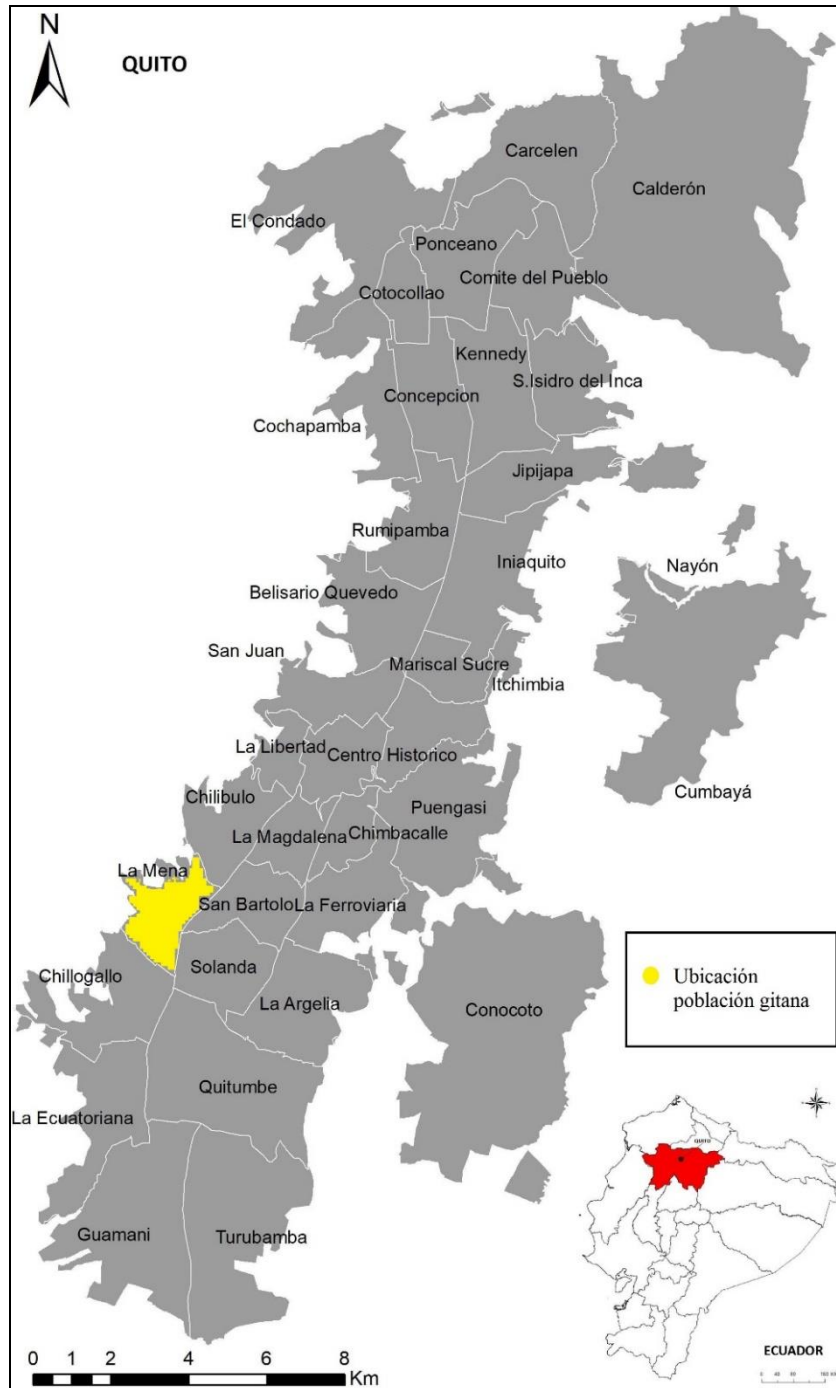 N
QUITO
Carcelen
Calderón
El Condado
Ponceano
Comite del Pueblo
Cotocollao
Kennedy
S.Isidro del Inca
Concepcion
Cochapamba
Jipijapa
Rumipamba
Iniaquito
Nayón
Belisario Quevedo
San Juan
Mariscal Sucre
Itchimbia
La Libertad
Centro Historico
Cumbayá
Chilibulo
Puengasi
La Magdalena
Chimbacalle
La Mena
San Bartolo
La Ferroviaria
Solanda
Chillogallo
La Argelia
Conocoto
Ubicación
población gitana
Quitumbe
La Ecuatoriana
QUITO
Guamani
Turubamba
ECUADOR
0 1 2 4 6 8
Km